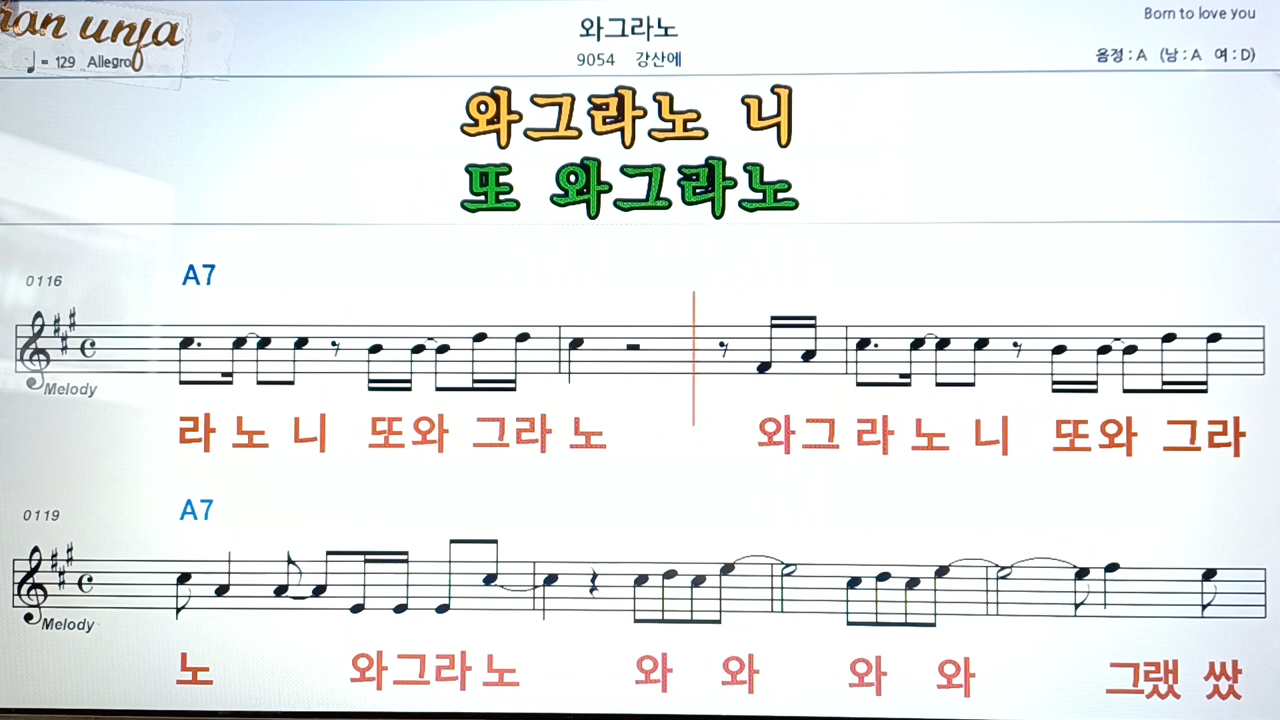 Born to love you
와그라노
♩ = 129 Allegro
9054 강산에
음정 : A (남 : A 여 : D)
와그라노 니
또 와그라노
0116
A7
Melody
라 노 니 또와 그라 노 와그 라 노 니 또와 그라
0119
A7
Melody
노 와그라 노 와 와 와 와 그랬 쌌